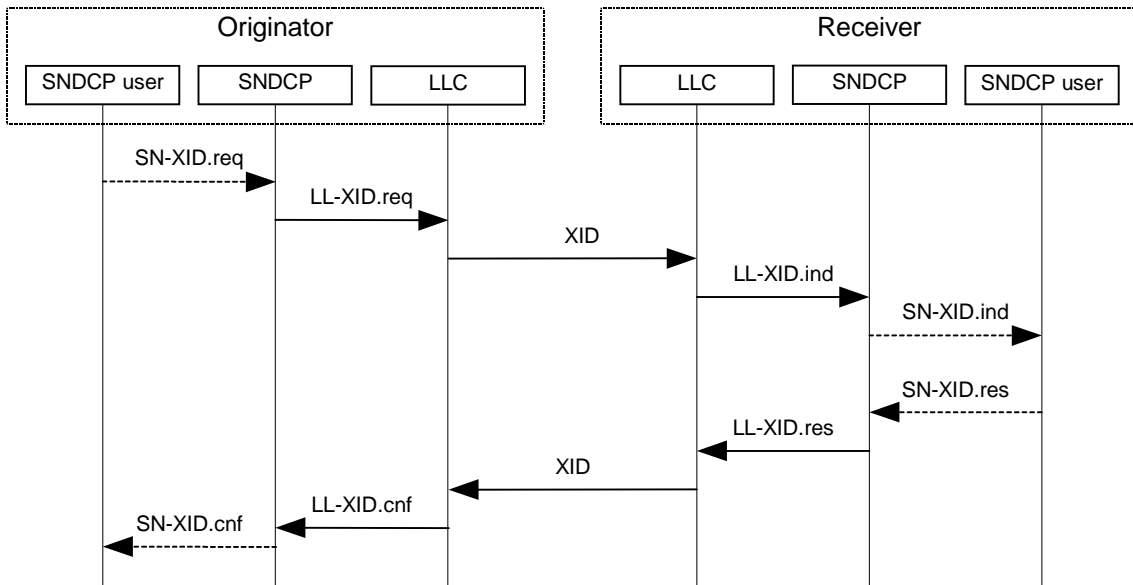 Originator
Receiver
SNDCP user
SNDCP
LLC
LLC
SNDCP
SNDCP user
SN-XID.req
LL-XID.req
XID
LL-XID.ind
SN-XID.ind
SN-XID.res
LL-XID.res
XID
LL-XID.cnf
SN-XID.cnf